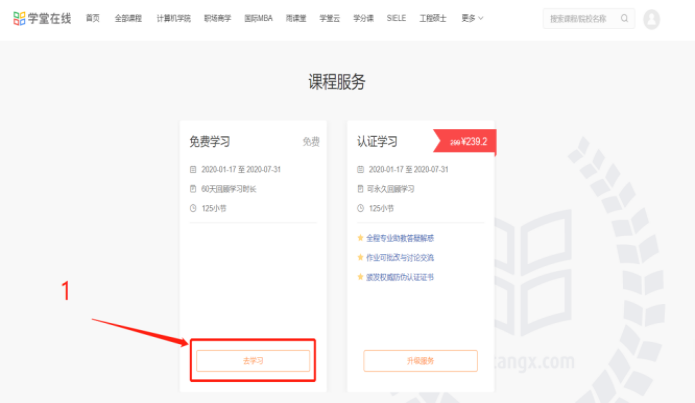 学堂在线 首页 全部课程 计算机学院 职场商学 国际MBA 雨课堂 学堂云 学分课 SIELE 工程硕士 更多 搜索课程/院校名称
课程服务
免费学习 免费
2020-01-17 至 2020-07-31
60天回顾学习时长
125小节
去学习
认证学习 299 ¥239.2
2020-01-17 至 2020-07-31
可永久回顾学习
125小节
全程专业助教答疑解惑
作业可批改与讨论交流
颁发权威防伪认证证书
升级服务
1
angx.com